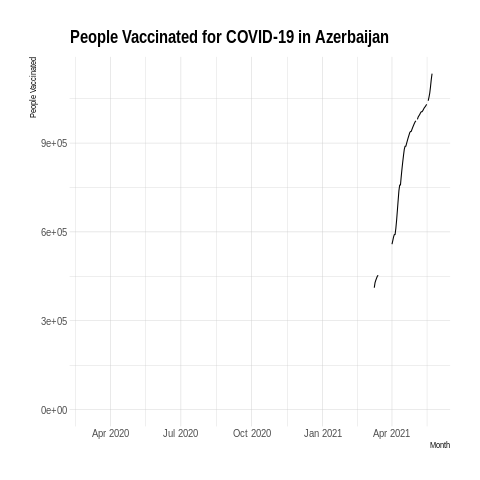 People Vaccinated for COVID-19 in Azerbaijan
People Vaccinated
9e+05
6e+05
3e+05
0e+00
Apr 2020 Jul 2020 Oct 2020 Jan 2021 Apr 2021
Month